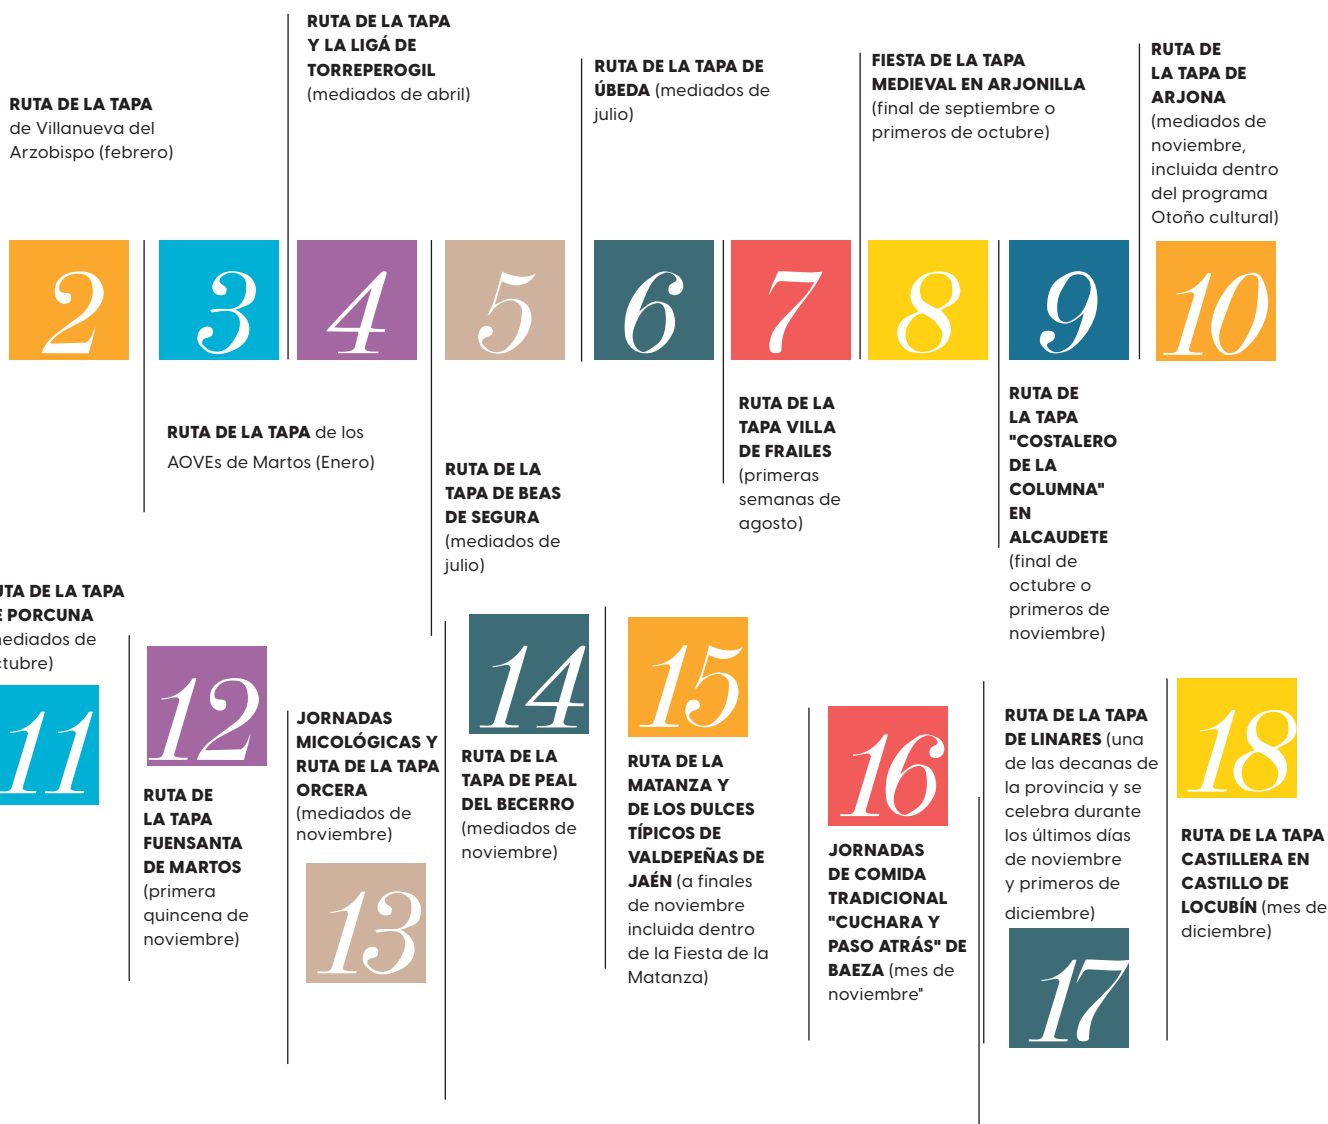 RUTA DE LA TAPA
de Villanueva del
Arzobispo (febrero)
2
3
RUTA DE LA TAPA de los
AOVEs de Martos (Enero)
RUTA DE LA TAPA
Y LA LIGÁ DE
TORREPEROGIL
(mediados de abril)
4
5
RUTA DE LA
TAPA DE BEAS
DE SEGURA
(mediados de
julio)
RUTA DE LA TAPA DE
ÚBEDA (mediados de
julio)
6
7
RUTA DE LA
TAPA VILLA
DE FRAILES
(primeras
semanas de
agosto)
FIESTA DE LA TAPA
MEDIEVAL EN ARJONILLA
(final de septiembre o
primeros de octubre)
8
9
RUTA DE
LA TAPA
"COSTALERO
DE LA
COLUMNA"
EN
ALCAUDETE
(final de
octubre o
primeros de
noviembre)
RUTA DE
LA TAPA DE
ARJONA
(mediados de
noviembre,
incluida dentro
del programa
Otoño cultural)
10
UTA DE LA TAPA
E PORCUNA
ediados de
ctubre)
11
12
RUTA DE
LA TAPA
FUENSANTA
DE MARTOS
(primera
quincena de
noviembre)
JORNADAS
MICOLÓGICAS Y
RUTA DE LA TAPA
ORCERA
(mediados de
noviembre)
13
14
RUTA DE LA
TAPA DE PEAL
DEL BECERRO
(mediados de
noviembre)
15
RUTA DE LA
MATANZA Y
DE LOS DULCES
TÍPICOS DE
VALDEPEÑAS DE
JAÉN (a finales
de noviembre
incluida dentro
de la Fiesta de la
Matanza)
16
JORNADAS
DE COMIDA
TRADICIONAL
"CUCHARA Y
PASO ATRÁS" DE
BAEZA (mes de
noviembre"
RUTA DE LA TAPA
DE LINARES (una
de las decanas de
la provincia y se
celebra durante
los últimos días
de noviembre
y primeros de
diciembre)
17
18
RUTA DE LA TAPA
CASTILLERA EN
CASTILLO DE
LOCUBÍN (mes de
diciembre)